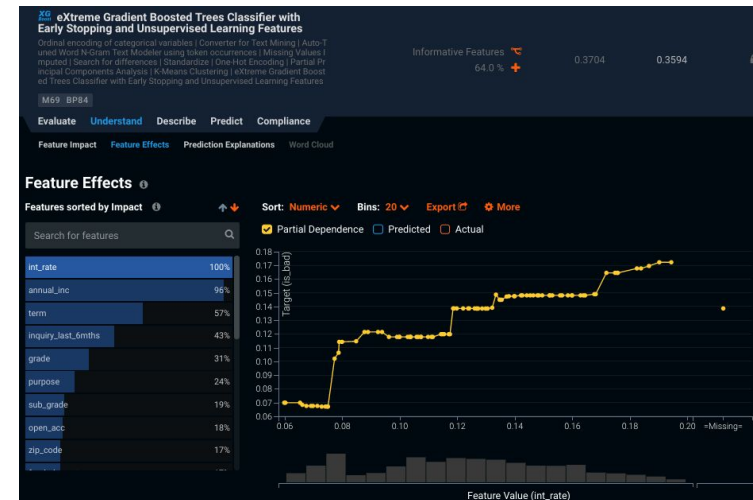 XG
Boost
eXtreme Gradient Boosted Trees Classifier with
Early Stopping and Unsupervised Learning Features
Ordinal encoding of categorical variables | Converter for Text Mining | Auto-T
uned Word N-Gram Text Modeler using token occurrences | Missing Values I
mputed | Search for differences | Standardize | One-Hot Encoding | Partial Pr
incipal Components Analysis | K-Means Clustering | eXtreme Gradient Boost
ed Trees Classifier with Early Stopping and Unsupervised Learning Features
M69 BP84
Informative Features
64.0 %
0.3704
0.3594
Evaluate Understand Describe Predict Compliance
Feature Impact Feature Effects Prediction Explanations Word Cloud
Feature Effects
Features sorted by Impact
Search for features
int_rate 100%
annual_inc 96%
term 57%
inquiry_last_6mths 43%
grade 31%
purpose 24%
sub_grade 19%
open_acc 18%
zip_code 17%
Sort: Numeric Bins: 20 Export More
Partial Dependence Predicted Actual
Target (is_bad)
0.18
0.17
0.16
0.15
0.14
0.13
0.12
0.11
0.10
0.09
0.08
0.07
0.06
0.06 0.08 0.10 0.12 0.14 0.16 0.18 0.20 =Missing=
Feature Value (int_rate)